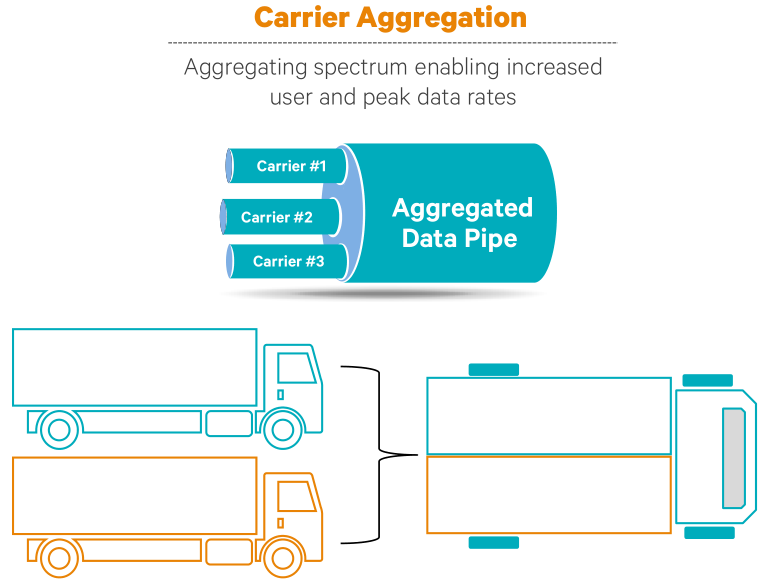 Carrier Aggregation
Aggregating spectrum enabling increased
user and peak data rates
Carrier #1
Carrier #2
Carrier #3
Aggregated
Data Pipe